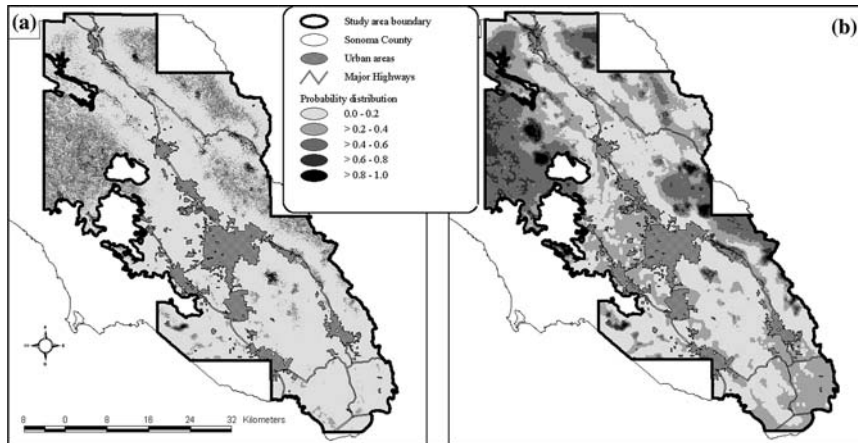 (a)
(b)
Study area boundary
Sonoma County
Urban areas
Major Highways
Probability distribution
0.0 - 0.2
> 0.2 - 0.4
> 0.4 - 0.6
> 0.6 - 0.8
> 0.8 - 1.0
8 0 8 16 24 32 Kilometers